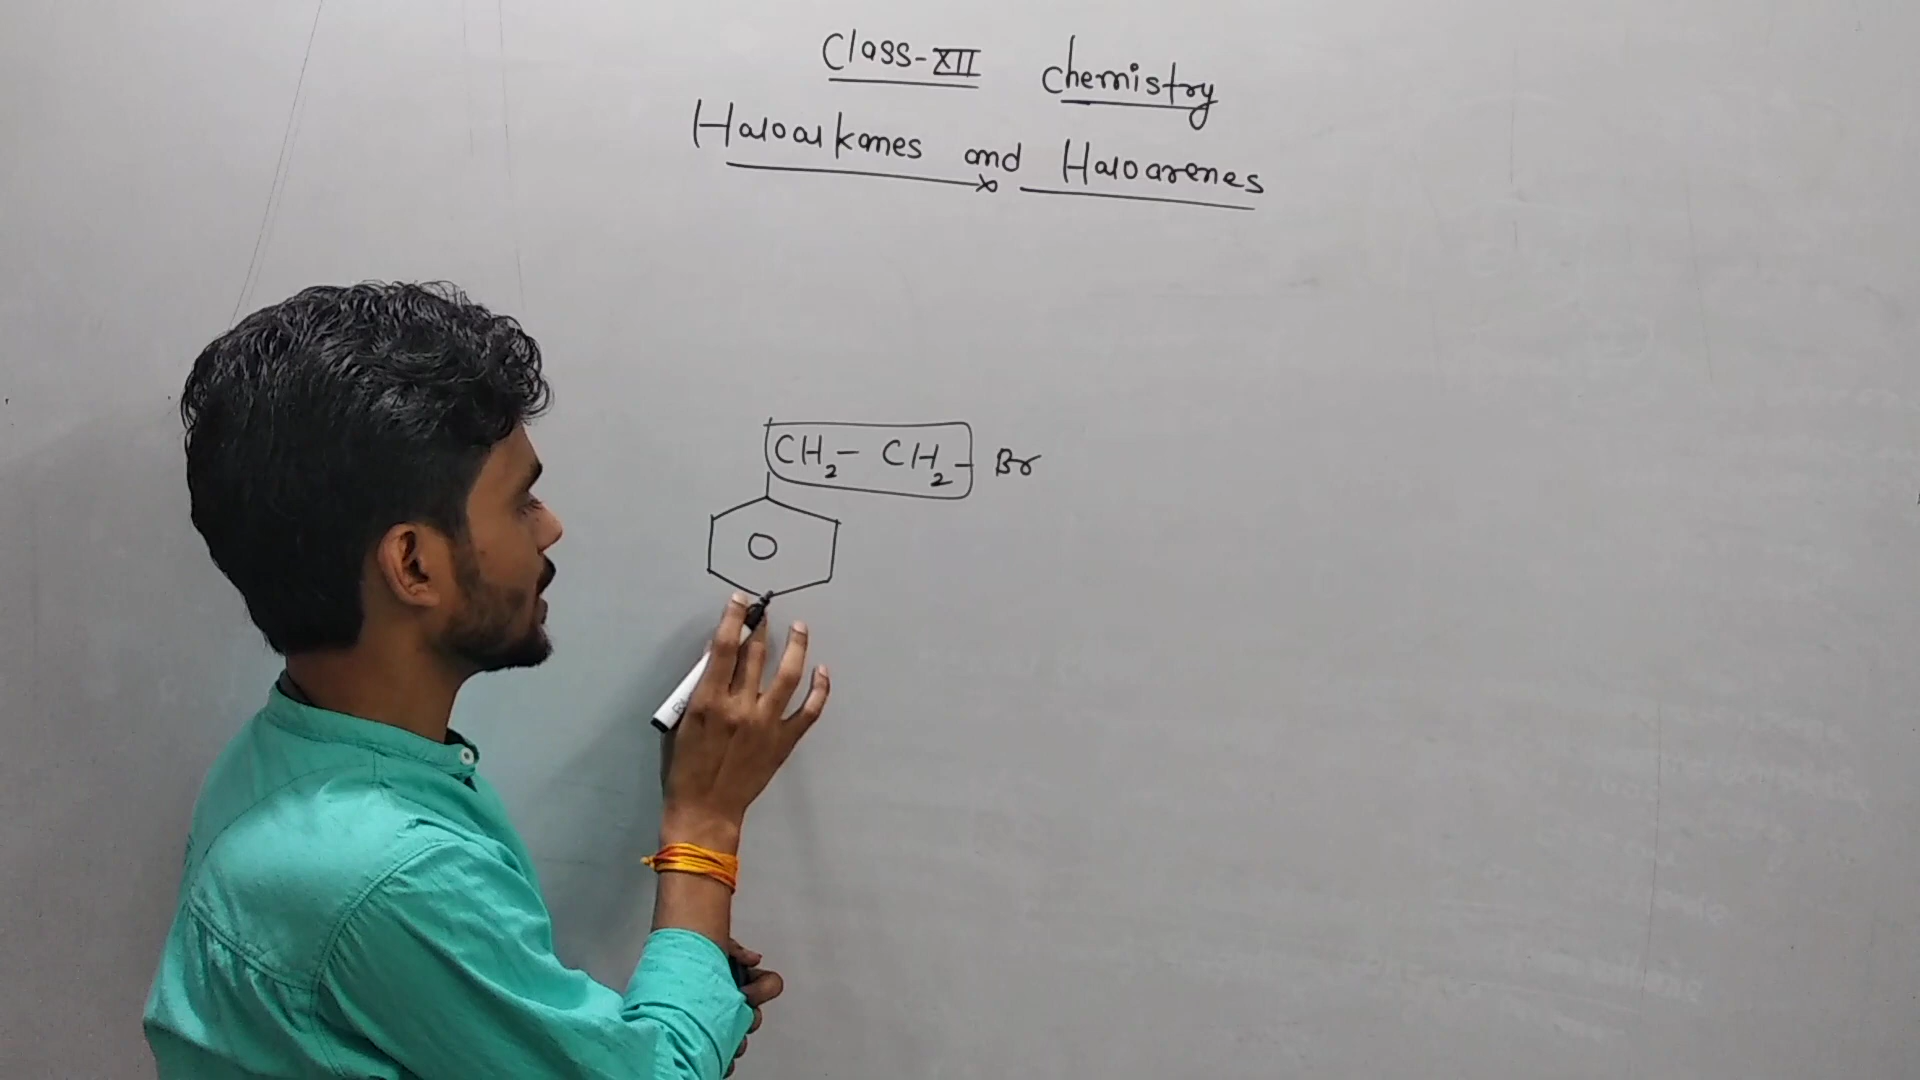 Class-XII Chemistry
Haloalkanes and Haloarenes
CH2- CH2- Br